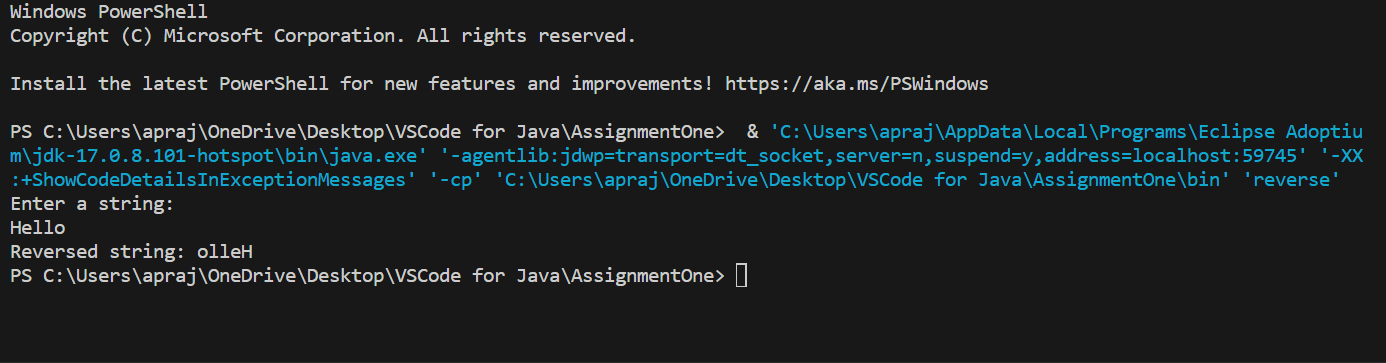 Windows PowerShell
Copyright (C) Microsoft Corporation. All rights reserved.
Install the latest PowerShell for new features and improvements! https://aka.ms/PSWindows
PS C:\Users\apraj\OneDrive\Desktop\VSCode for Java\AssignmentOne>  & 'C:\Users\apraj\AppData\Local\Programs\Eclipse Adoptiu
m\jdk-17.0.8.101-hotspot\bin\java.exe' '-agentlib:jdwp=transport=dt_socket,server=n,suspend=y,address=localhost:59745' '-XX
:+ShowCodeDetailsInExceptionMessages' '-cp' 'C:\Users\apraj\OneDrive\Desktop\VSCode for Java\AssignmentOne\bin' 'reverse'
Enter a string:
Hello
Reversed string: olleH
PS C:\Users\apraj\OneDrive\Desktop\VSCode for Java\AssignmentOne>